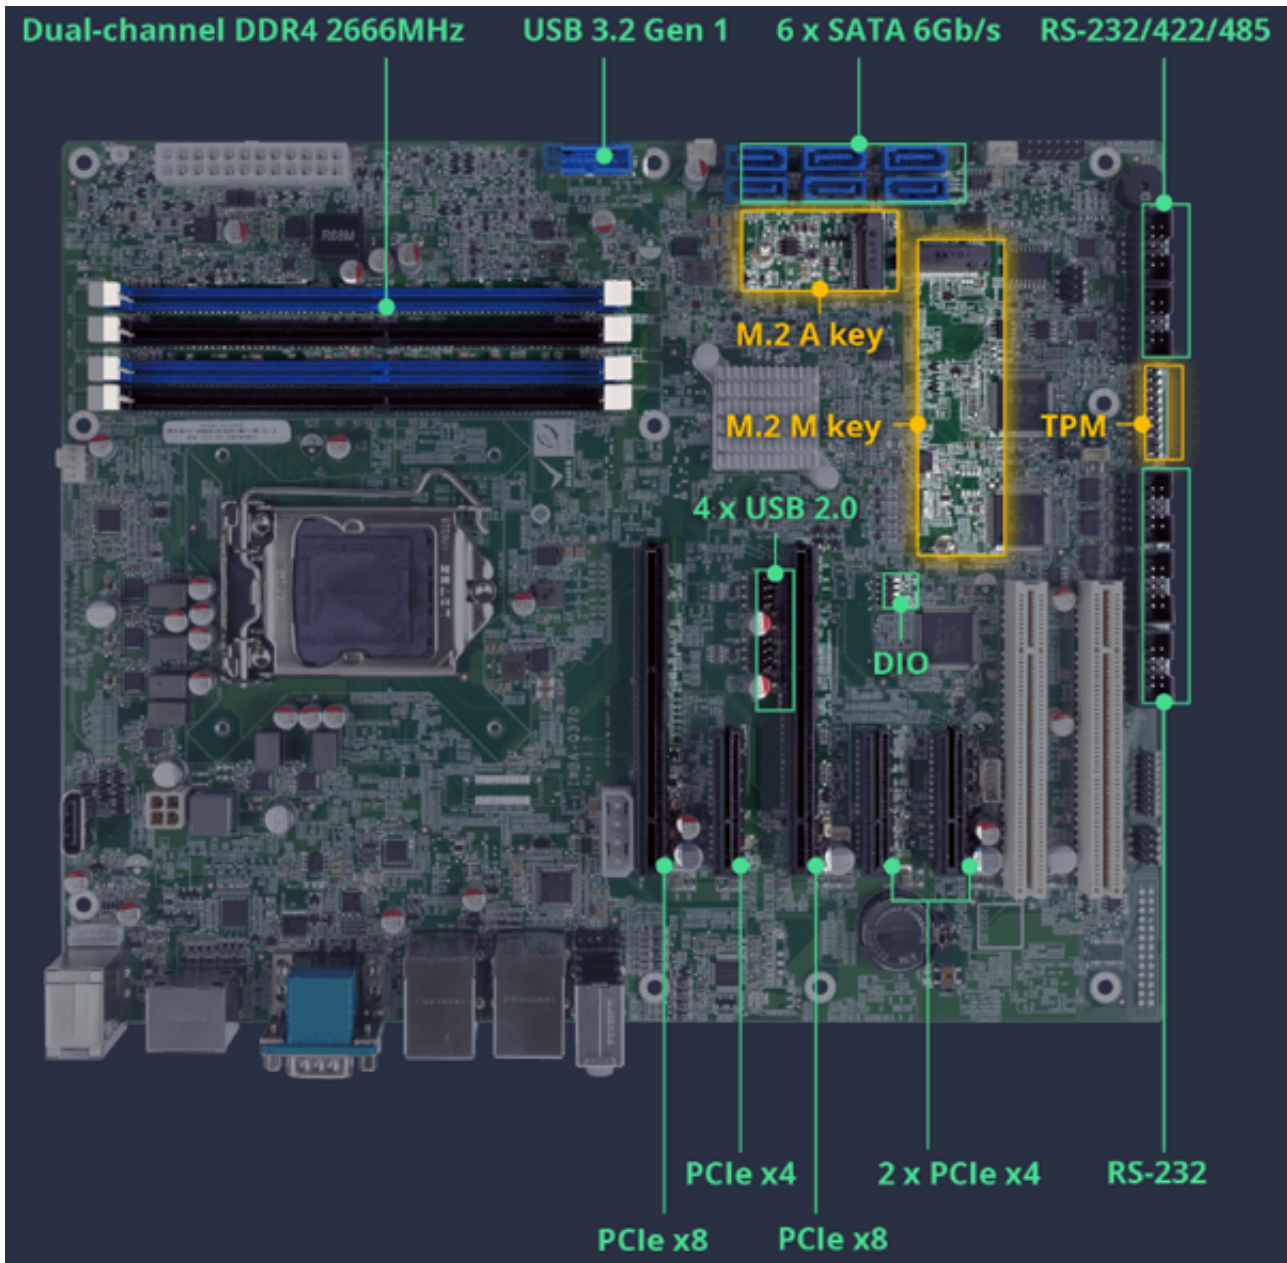 Dual-channel DDR4 2666MHz
USB 3.2 Gen 1
6 x SATA 6Gb/s
RS-232/422/485
R68M
M.2 A key
M.2 M key
TPM
4 x USB 2.0
DIO
PCIe x4
2 x PCIe x4
RS-232
PCIe x8
PCIe x8